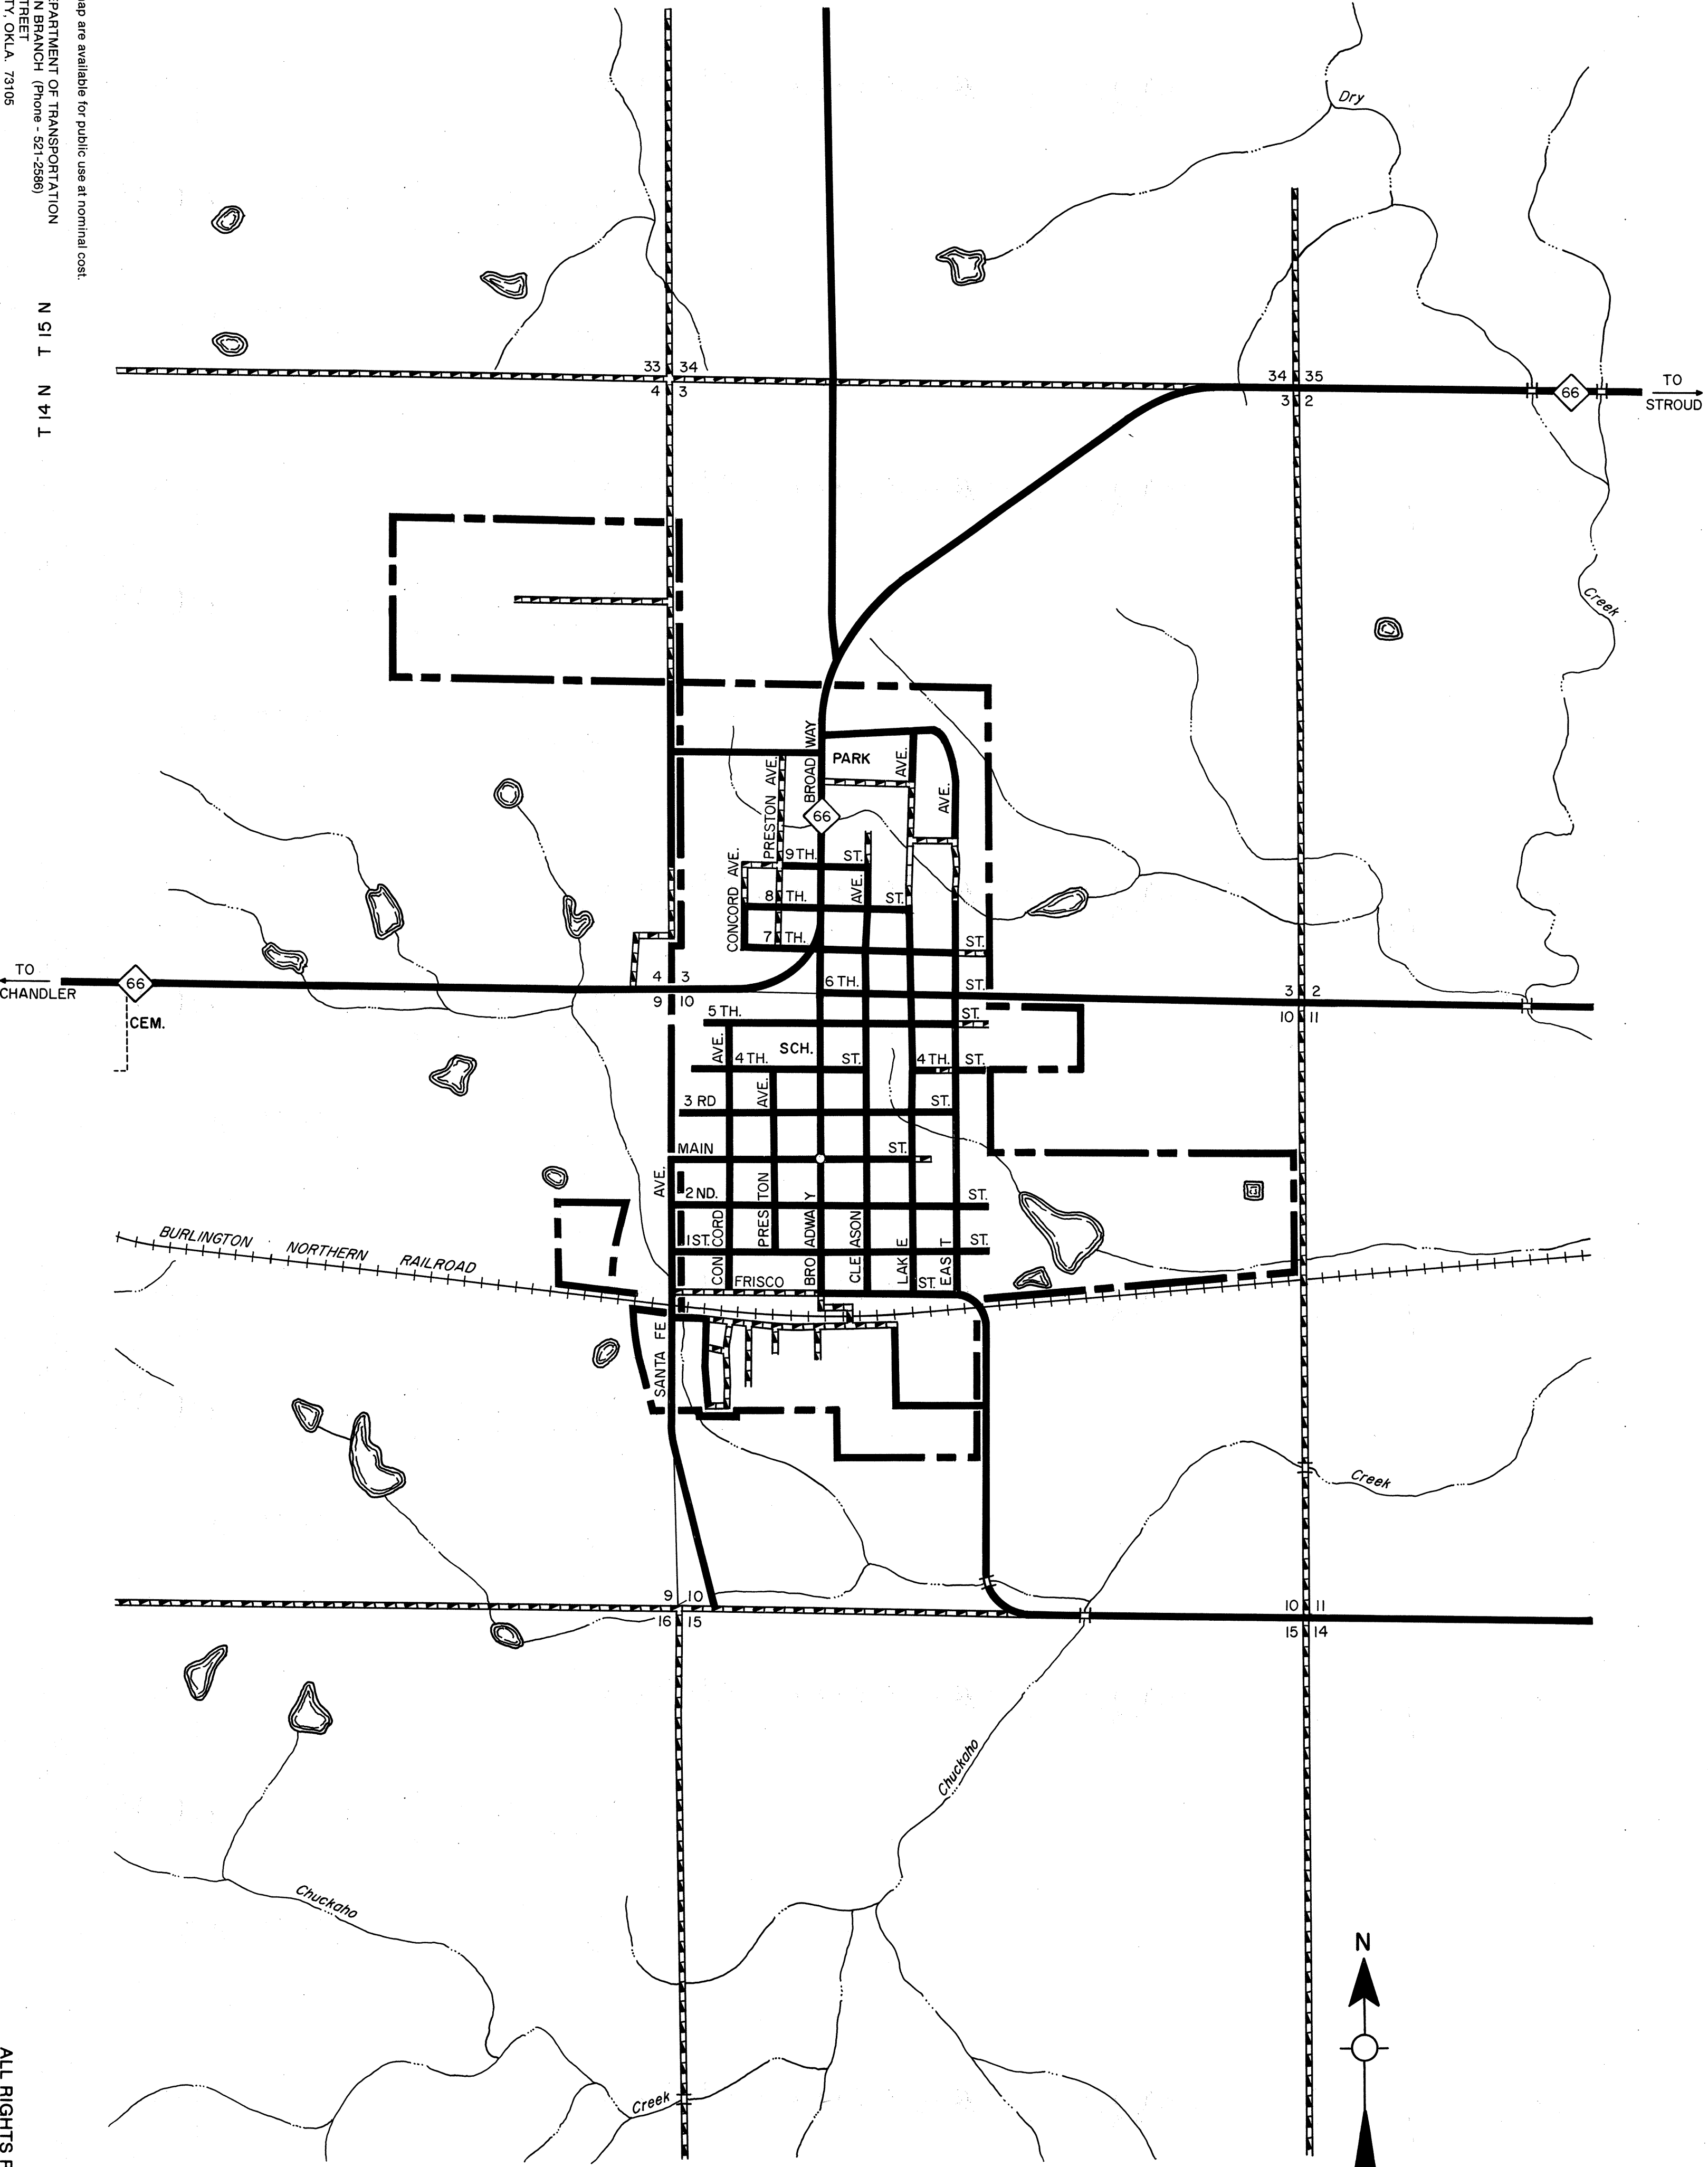 ap are available for public use at nominal cost.
EPARTMENT OF TRANSPORTATION
N BRANCH (Phone - 521-2586)
TREET
TY, OKLA. 73105
T 15 N
T 14 N
Dry
33 34
4 3
34 35
3 2
66
TO
STROUD
Creek
BROADWAY
PARK
AVE.
PRESTON AVE.
AVE.
66
CONCORD AVE.
9TH. ST.
AVE.
8 TH. ST.
7 TH. ST.
TO
CHANDLER
66
CEM.
4 3
9 10
6 TH. ST.
3 2
10 11
5 TH. ST.
AVE.
SCH.
4 TH. ST.
4 TH. ST.
AVE.
3 RD ST.
MAIN ST.
AVE.
2 ND. ST.
1 ST. ST.
CONCORD
PRESTON
BROADWAY
CLEASON
LAKE
EAST
FRISCO ST.
BURLINGTON NORTHERN RAILROAD
SANTA FE
Creek
9 10
16 15
10 11
15 14
Chuckaho
Chuckaho
N
Creek
ALL RIGHTS